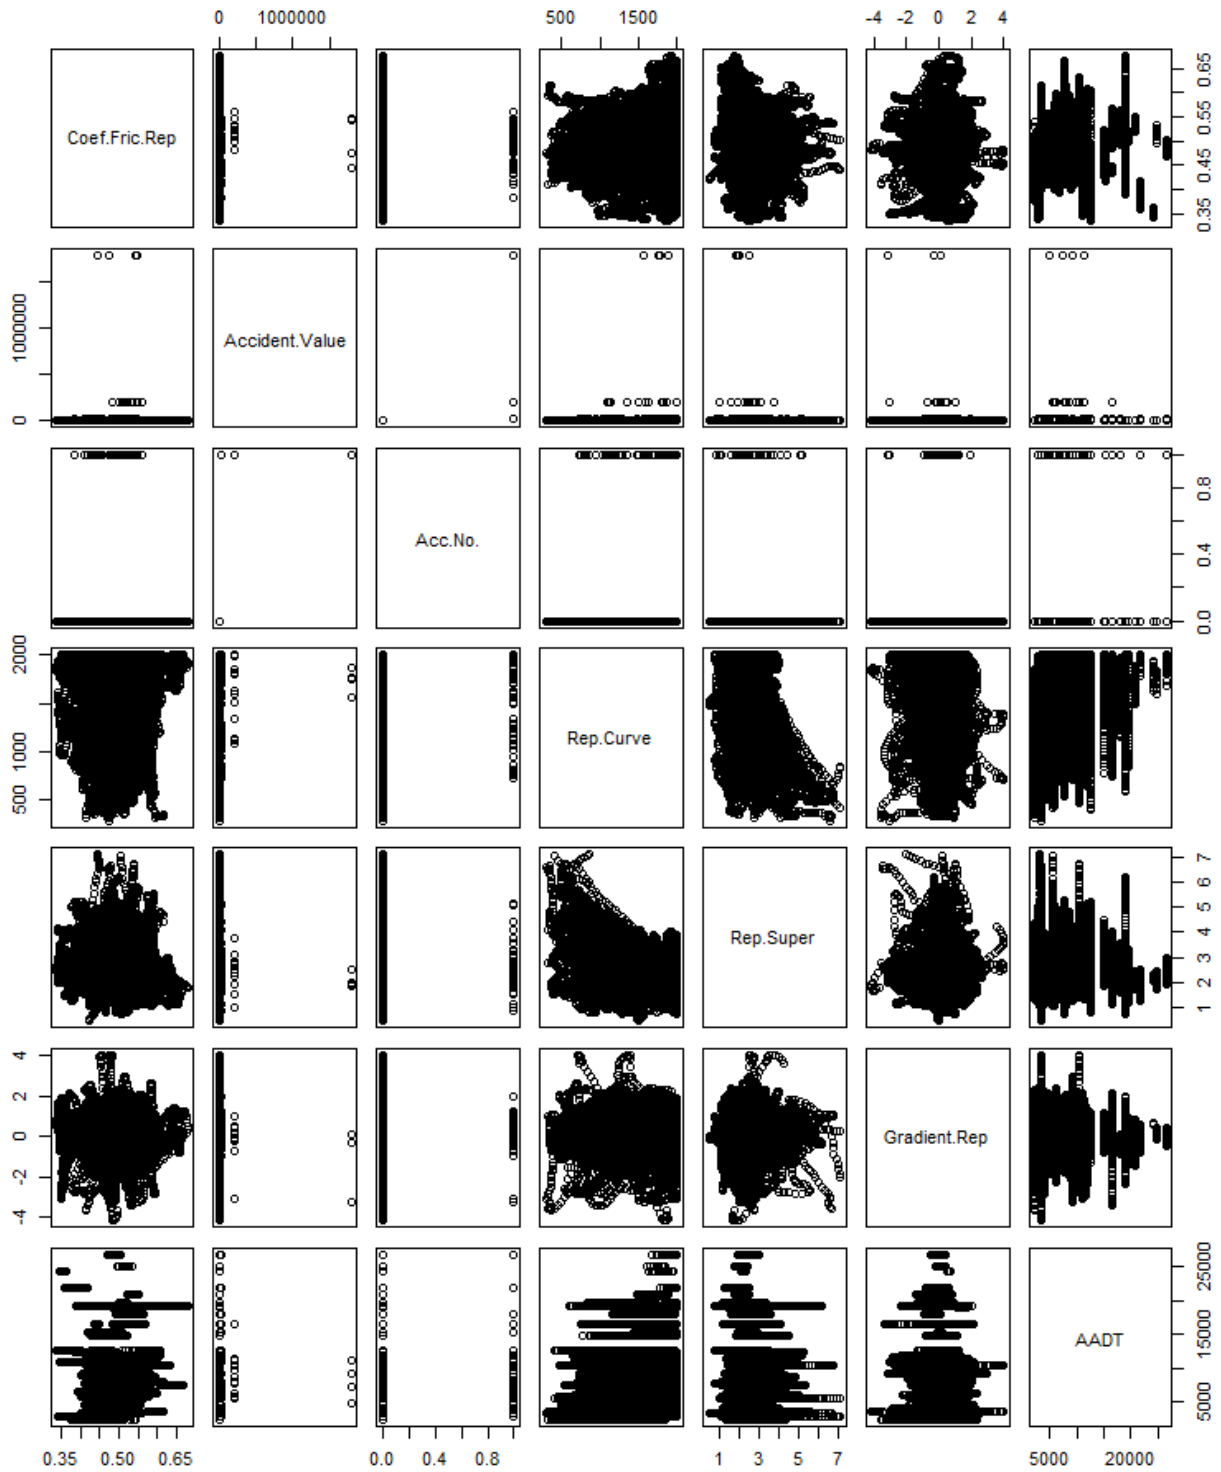 0 1000000 500 1500 -4 -2 0 2 4
Coef.Fric.Rep
0.35 0.45 0.55 0.65
Accident.Value
0 1000000
Acc.No.
0.0 0.4 0.8
Rep.Curve
500 1000 2000
Rep.Super
1 2 3 4 5 6 7
Gradient.Rep
-4 -2 0 2 4
AADT
5000 15000 25000
0.35 0.50 0.65 0.0 0.4 0.8 1 3 5 7 5000 20000